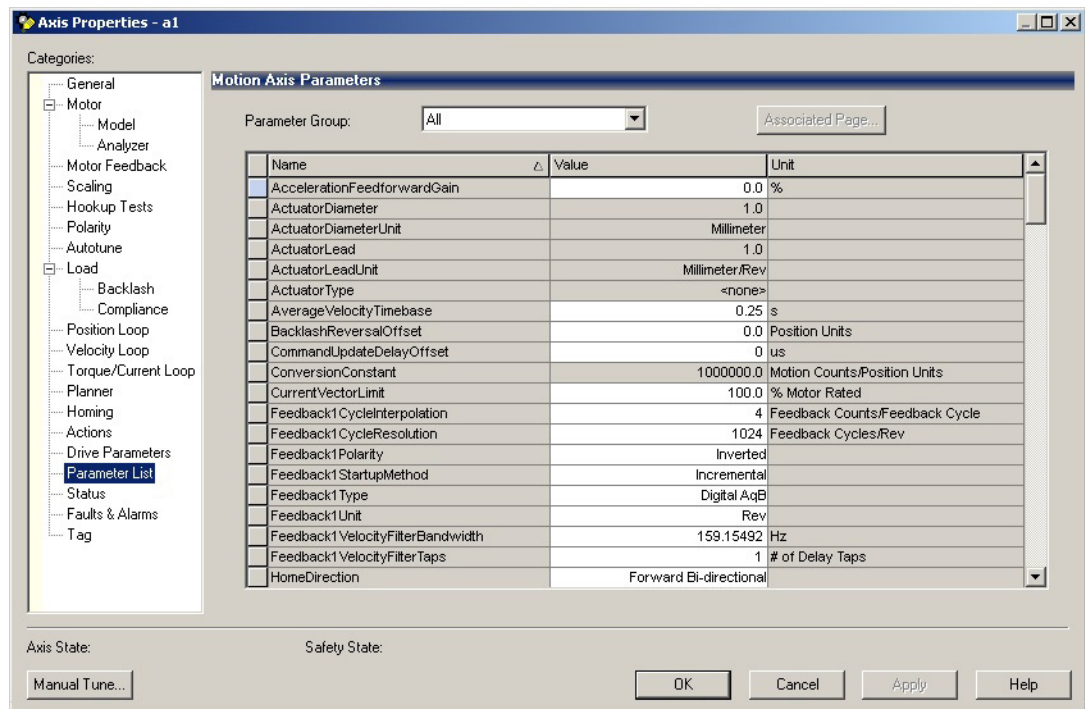 Axis Properties - a1
Categories:
General
Motor
Model
Analyzer
Motor Feedback
Scaling
Hookup Tests
Polarity
Autotune
Load
Backlash
Compliance
Position Loop
Velocity Loop
Torque/Current Loop
Planner
Homing
Actions
Drive Parameters
Parameter List
Status
Faults & Alarms
Tag
Motion Axis Parameters
Parameter Group: All Associated Page...
Name Value Unit
AccelerationFeedforwardGain 0.0 %
ActuatorDiameter 1.0
ActuatorDiameterUnit Millimeter
ActuatorLead 1.0
ActuatorLeadUnit Millimeter/Rev
ActuatorType <none>
AverageVelocityTimebase 0.25 s
BacklashReversalOffset 0.0 Position Units
CommandUpdateDelayOffset 0 us
ConversionConstant 1000000.0 Motion Counts/Position Units
CurrentVectorLimit 100.0 % Motor Rated
Feedback1CycleInterpolation 4 Feedback Counts/Feedback Cycle
Feedback1CycleResolution 1024 Feedback Cycles/Rev
Feedback1Polarity Inverted
Feedback1StartupMethod Incremental
Feedback1Type Digital AqB
Feedback1Unit Rev
Feedback1VelocityFilterBandwidth 159.15492 Hz
Feedback1VelocityFilterTaps 1 # of Delay Taps
HomeDirection Forward Bi-directional
Axis State: Safety State:
Manual Tune... OK Cancel Apply Help